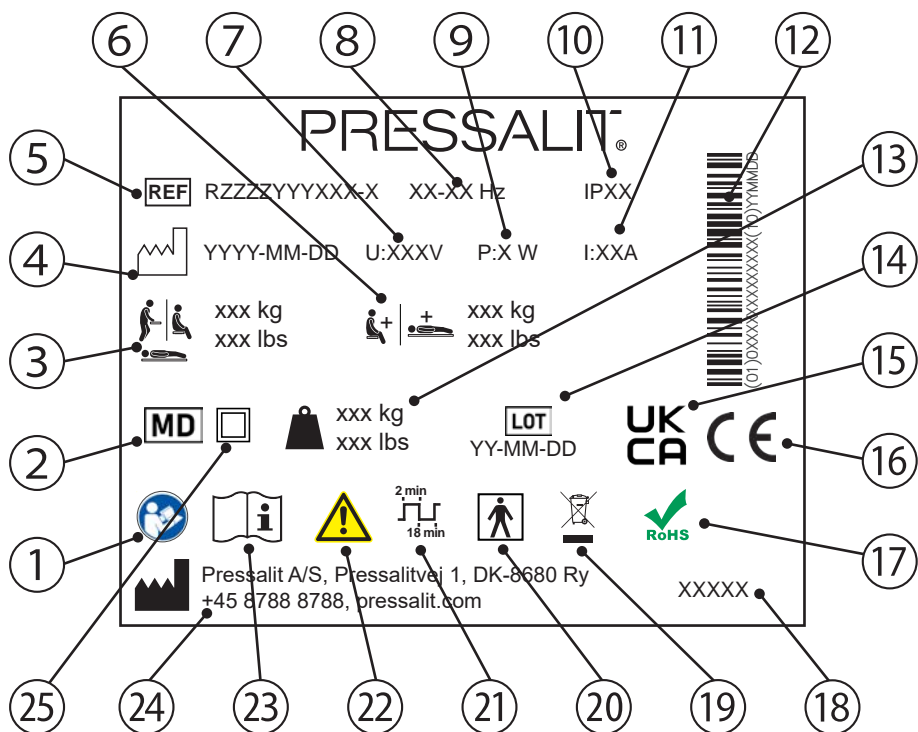 6 7 8 9 10 11 12
PRESSALIT®
5 REF RZZZZYYYXXX-X XX-XX Hz IPXX 13
4 YYYY-MM-DD U:XXXV P:X W I:XXA 14
xxx kg xxx kg
3 xxx lbs xxx lbs
(01)0XXXXXXXXXXXXX(10)YYMMDD
15
MD xxx kg LOT UK CE
2 xxx lbs YY-MM-DD CA 16
2 min
18 min
i
RoHS
1 17
Pressalit A/S, Pressalitvej 1, DK-8680 Ry
+45 8788 8788, pressalit.com XXXXX
25 24 23 22 21 20 19 18